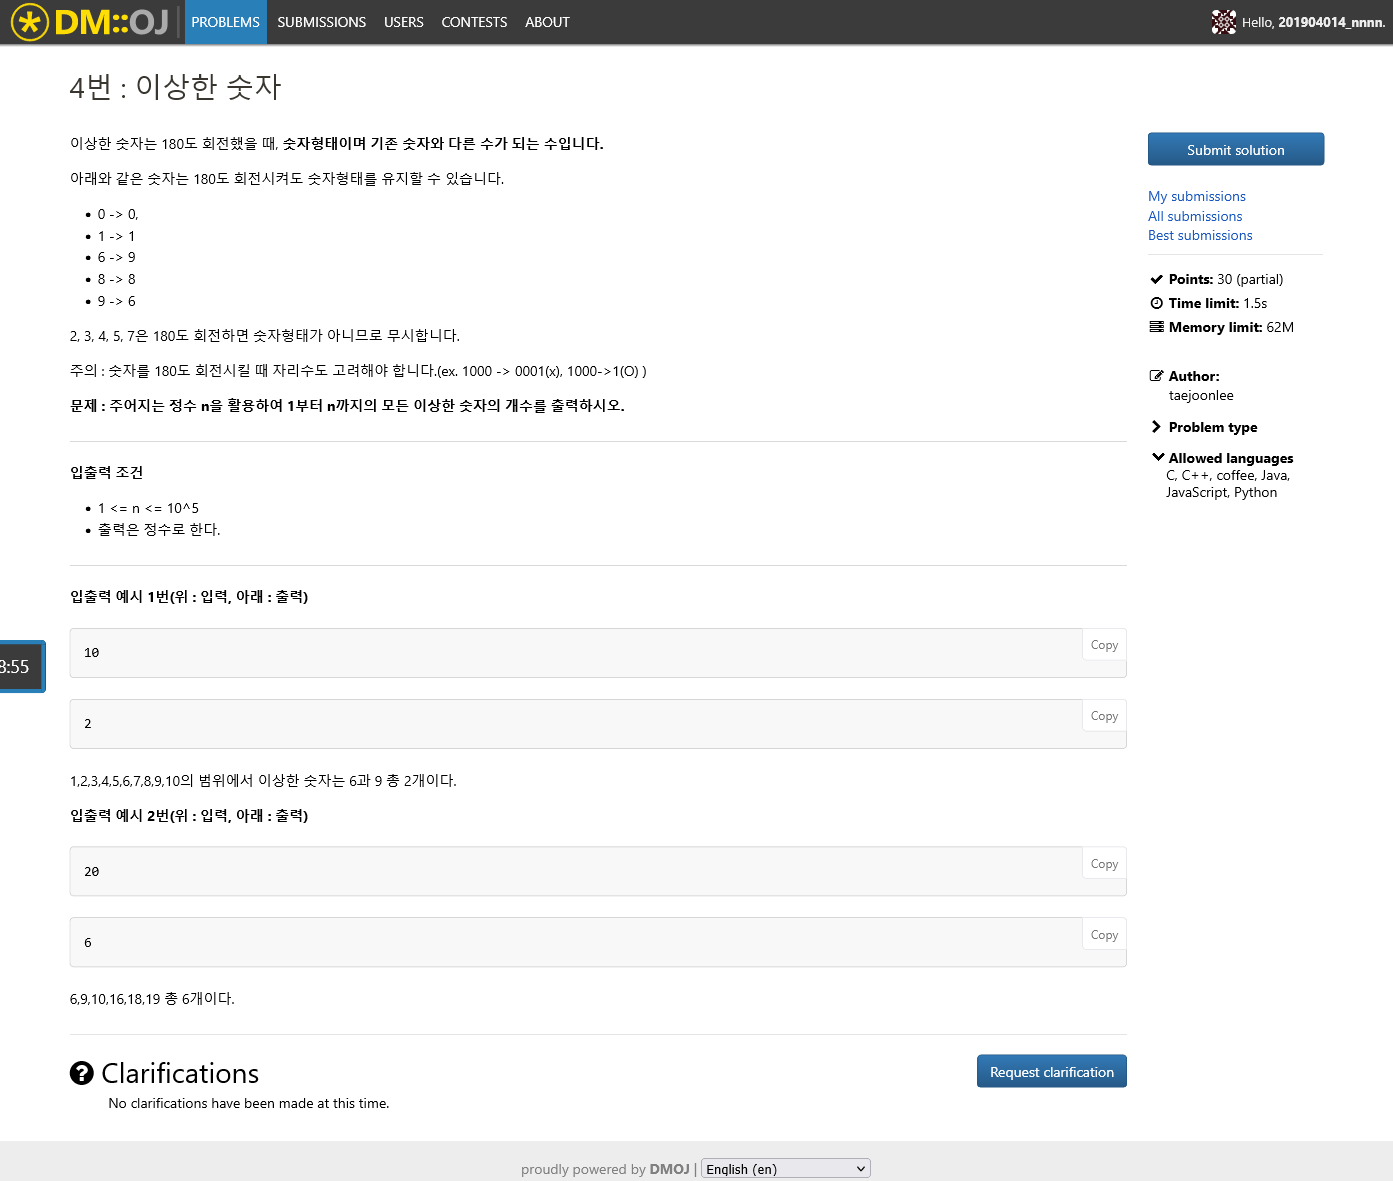 DM::OJ PROBLEMS SUBMISSIONS USERS CONTESTS ABOUT Hello, 201904014_nnnn.
4번 : 이상한 숫자
이상한 숫자는 180도 회전했을 때, 숫자형태이며 기존 숫자와 다른 수가 되는 수입니다.
아래와 같은 숫자는 180도 회전시켜도 숫자형태를 유지할 수 있습니다.
• 0 -> 0,
• 1 -> 1
• 6 -> 9
• 8 -> 8
• 9 -> 6
2, 3, 4, 5, 7은 180도 회전하면 숫자형태가 아니므로 무시합니다.
주의 : 숫자를 180도 회전시킬 때 자리수도 고려해야 합니다.(ex. 1000 -> 0001(x), 1000->1(O) )
문제 : 주어지는 정수 n을 활용하여 1부터 n까지의 모든 이상한 숫자의 개수를 출력하시오.
입출력 조건
• 1 <= n <= 10^5
• 출력은 정수로 한다.
입출력 예시 1번(위 : 입력, 아래 : 출력)
10
Copy
2
Copy
1,2,3,4,5,6,7,8,9,10의 범위에서 이상한 숫자는 6과 9 총 2개이다.
입출력 예시 2번(위 : 입력, 아래 : 출력)
20
Copy
6
Copy
6,9,10,16,18,19 총 6개이다.
Clarifications
Request clarification
No clarifications have been made at this time.
Submit solution
My submissions
All submissions
Best submissions
Points: 30 (partial)
Time limit: 1.5s
Memory limit: 62M
Author:
taejoonlee
Problem type
Allowed languages
C, C++, coffee, Java,
JavaScript, Python
8:55
proudly powered by DMOJ | English (en)